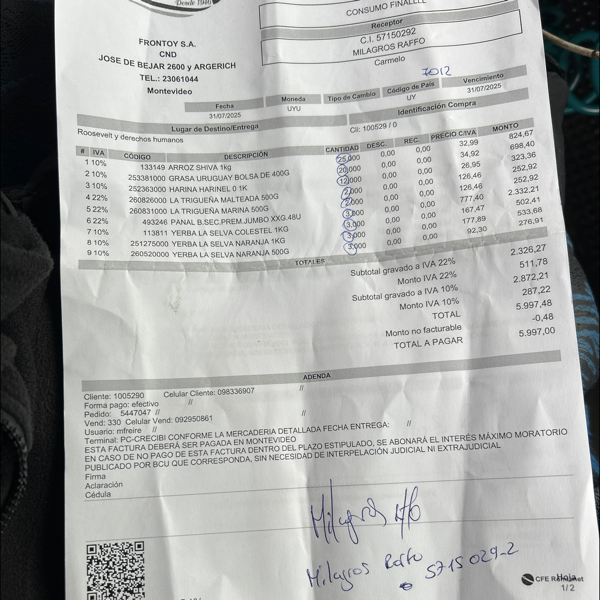 Desde 1946
CONSUMO FINAL
Receptor
C.I. 57150292
MILAGROS RAFFO
Carmelo
FRONTOY S.A.
CND
JOSE DE BEJAR 2600 y ARGERICH
TEL.: 23061044
Montevideo
7012
Fecha Moneda Tipo de Cambio Código de País Vencimiento
31/07/2025 UYU UY 31/07/2025
Lugar de Destino/Entrega Identificación Compra
Roosevelt y derechos humanos Cli: 100529 / 0
# IVA CÓDIGO DESCRIPCIÓN CANTIDAD DESC. REC. PRECIO C/IVA MONTO
1 10% 133149 ARROZ SHIVA 1kg 25,000 0,00 0,00 32,99 824,67
2 10% 253381000 GRASA URUGUAY BOLSA DE 400G 20,000 0,00 0,00 34,92 698,40
3 10% 252363000 HARINA HARINEL 0 1K 12,000 0,00 0,00 26,95 323,36
4 22% 260826000 LA TRIGUEÑA MALTEADA 500G 2,000 0,00 0,00 126,46 252,92
5 22% 260831000 LA TRIGUEÑA MARINA 500G 2,000 0,00 0,00 126,46 252,92
6 22% 493246 PANAL B.SEC.PREM.JUMBO XXG.48U 3,000 0,00 0,00 777,40 2.332,21
7 10% 113811 YERBA LA SELVA COLESTEL 1KG 3,000 0,00 0,00 167,47 502,41
8 10% 251275000 YERBA LA SELVA NARANJA 1KG 3,000 0,00 0,00 177,89 533,68
9 10% 260520000 YERBA LA SELVA NARANJA 500G 3,000 0,00 0,00 92,30 276,91
TOTALES
Subtotal gravado a IVA 22% 2.326,27
Monto IVA 22% 511,78
Subtotal gravado a IVA 10% 2.872,21
Monto IVA 10% 287,22
TOTAL 5.997,48
Monto no facturable -0,48
TOTAL A PAGAR 5.997,00
ADENDA
Cliente: 1005290 Celular Cliente: 098336907 //
Forma pago: efectivo //
Pedido: 5447047 // //
Vend: 330 Celular Vend: 092950861
Usuario: mfreire //
Terminal: PC-CRECIBI CONFORME LA MERCADERIA DETALLADA FECHA ENTREGA: //
ESTA FACTURA DEBERÁ SER PAGADA EN MONTEVIDEO
EN CASO DE NO PAGO DE ESTA FACTURA DENTRO DEL PLAZO ESTIPULADO, SE ABONARÁ EL INTERÉS MÁXIMO MORATORIO
PUBLICADO POR BCU QUE CORRESPONDA, SIN NECESIDAD DE INTERPELACIÓN JUDICIAL NI EXTRAJUDICIAL
Firma
Aclaración
Cédula
Milagros
Milagros Raffo
5715029-2
CFE
1/2